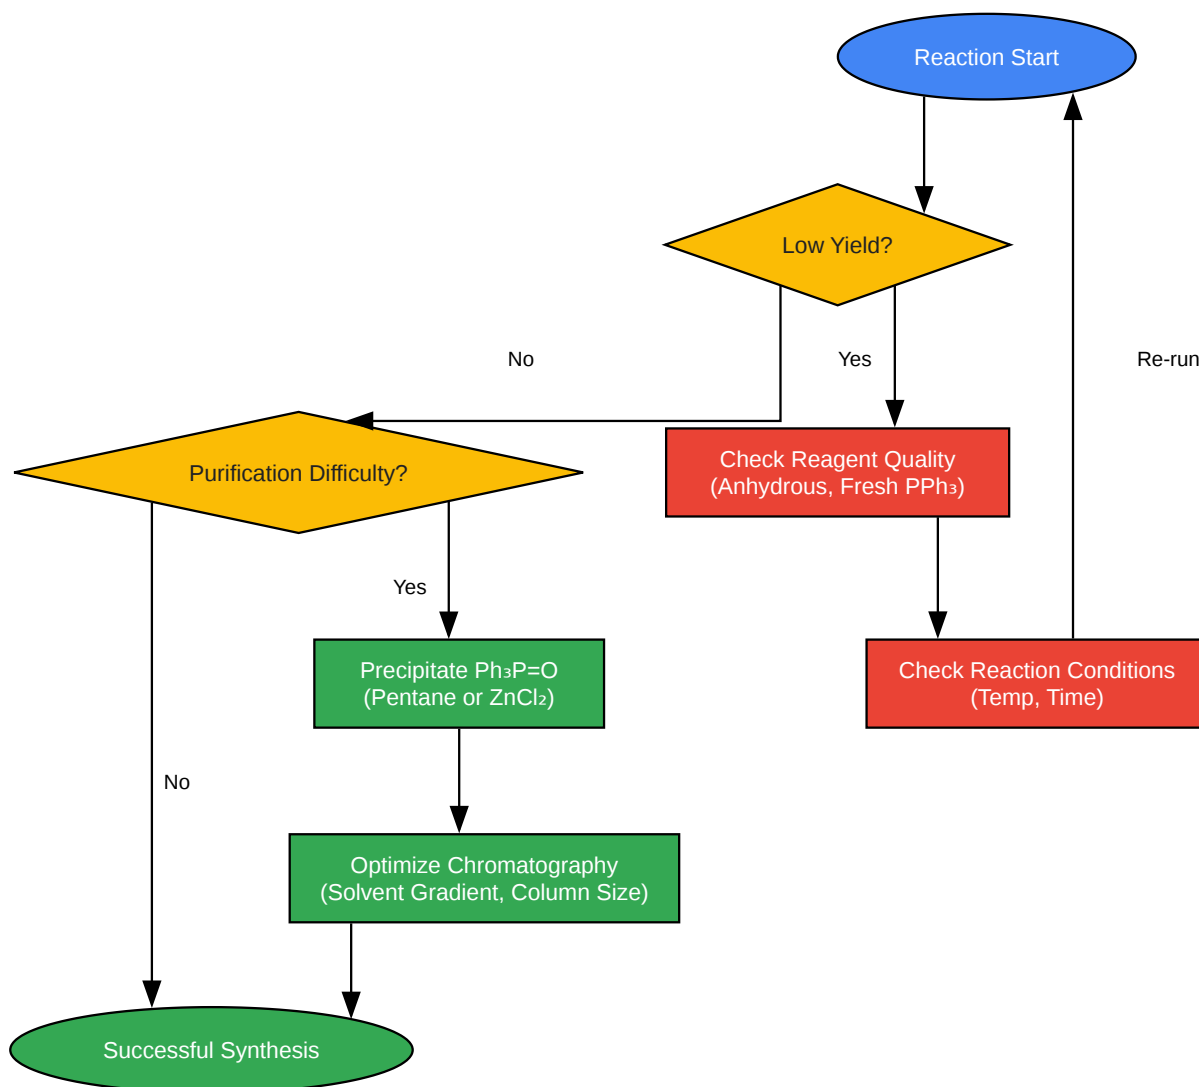 Reaction Start
Low Yield?
No
Yes
Re-run
Purification Difficulty?
Check Reagent Quality
(Anhydrous, Fresh PPh₃)
Yes
Precipitate Ph₃P=O
(Pentane or ZnCl₂)
Check Reaction Conditions
(Temp, Time)
No
Optimize Chromatography
(Solvent Gradient, Column Size)
Successful Synthesis